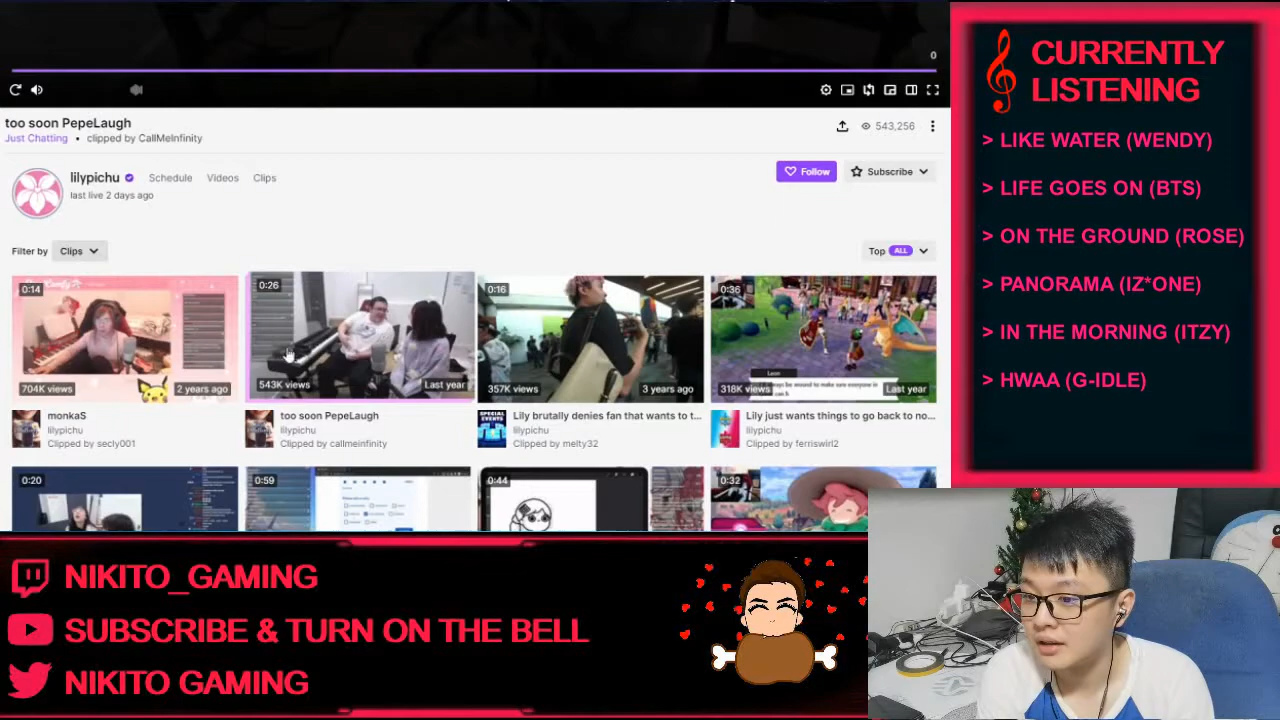 0
too soon PepeLaugh
543,256
Just Chatting • clipped by CallMeInfinity
lilypichu Schedule Videos Clips
Follow
Subscribe
last live 2 days ago
Filter by Clips
Top ALL
0:14
704K views
2 years ago
monkaS
lilypichu
Clipped by secly001
0:26
543K views
Last year
too soon PepeLaugh
lilypichu
Clipped by callmeinfinity
0:16
357K views
3 years ago
Lily brutally denies fan that wants to t...
lilypichu
Clipped by melty32
0:36
318K views
Last year
Lily just wants things to go back to no...
lilypichu
Clipped by ferriswirl2
SPECIAL
EVENTS
0:20
0:59
0:44
0:32
CURRENTLY
LISTENING
> LIKE WATER (WENDY)
> LIFE GOES ON (BTS)
> ON THE GROUND (ROSE)
> PANORAMA (IZ*ONE)
> IN THE MORNING (ITZY)
> HWAA (G-IDLE)
NIKITO_GAMING
SUBSCRIBE & TURN ON THE BELL
NIKITO GAMING